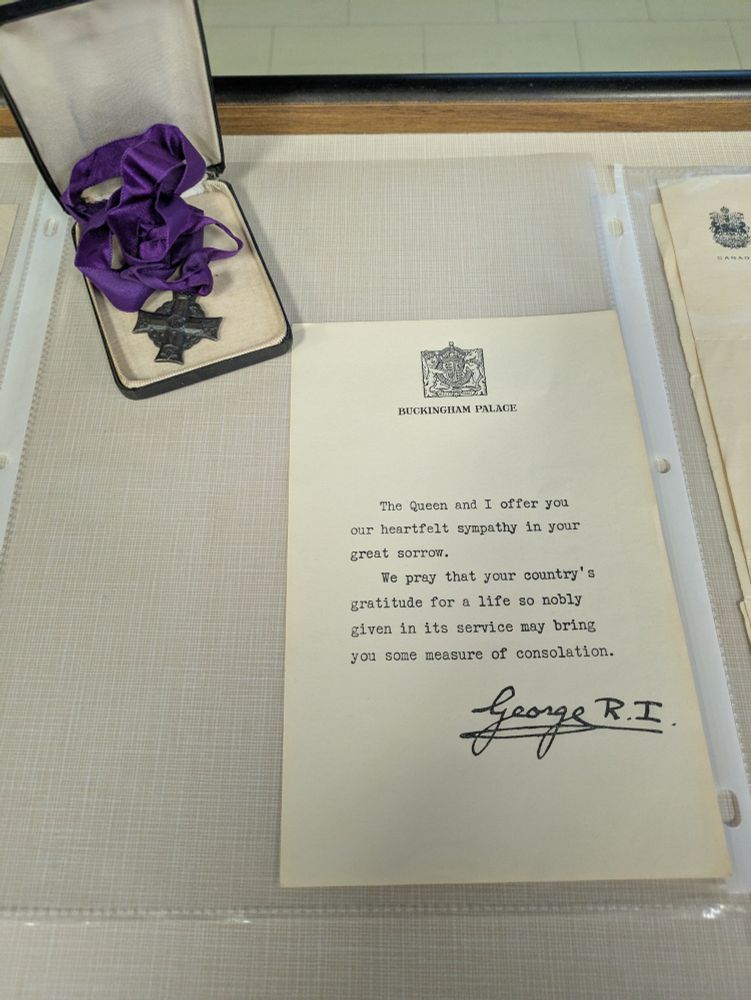 BUCKINGHAM PALACE
The Queen and I offer you
our heartfelt sympathy in your
great sorrow.
We pray that your country's
gratitude for a life so nobly
given in its service may bring
you some measure of consolation.
George R.I.
CANAD